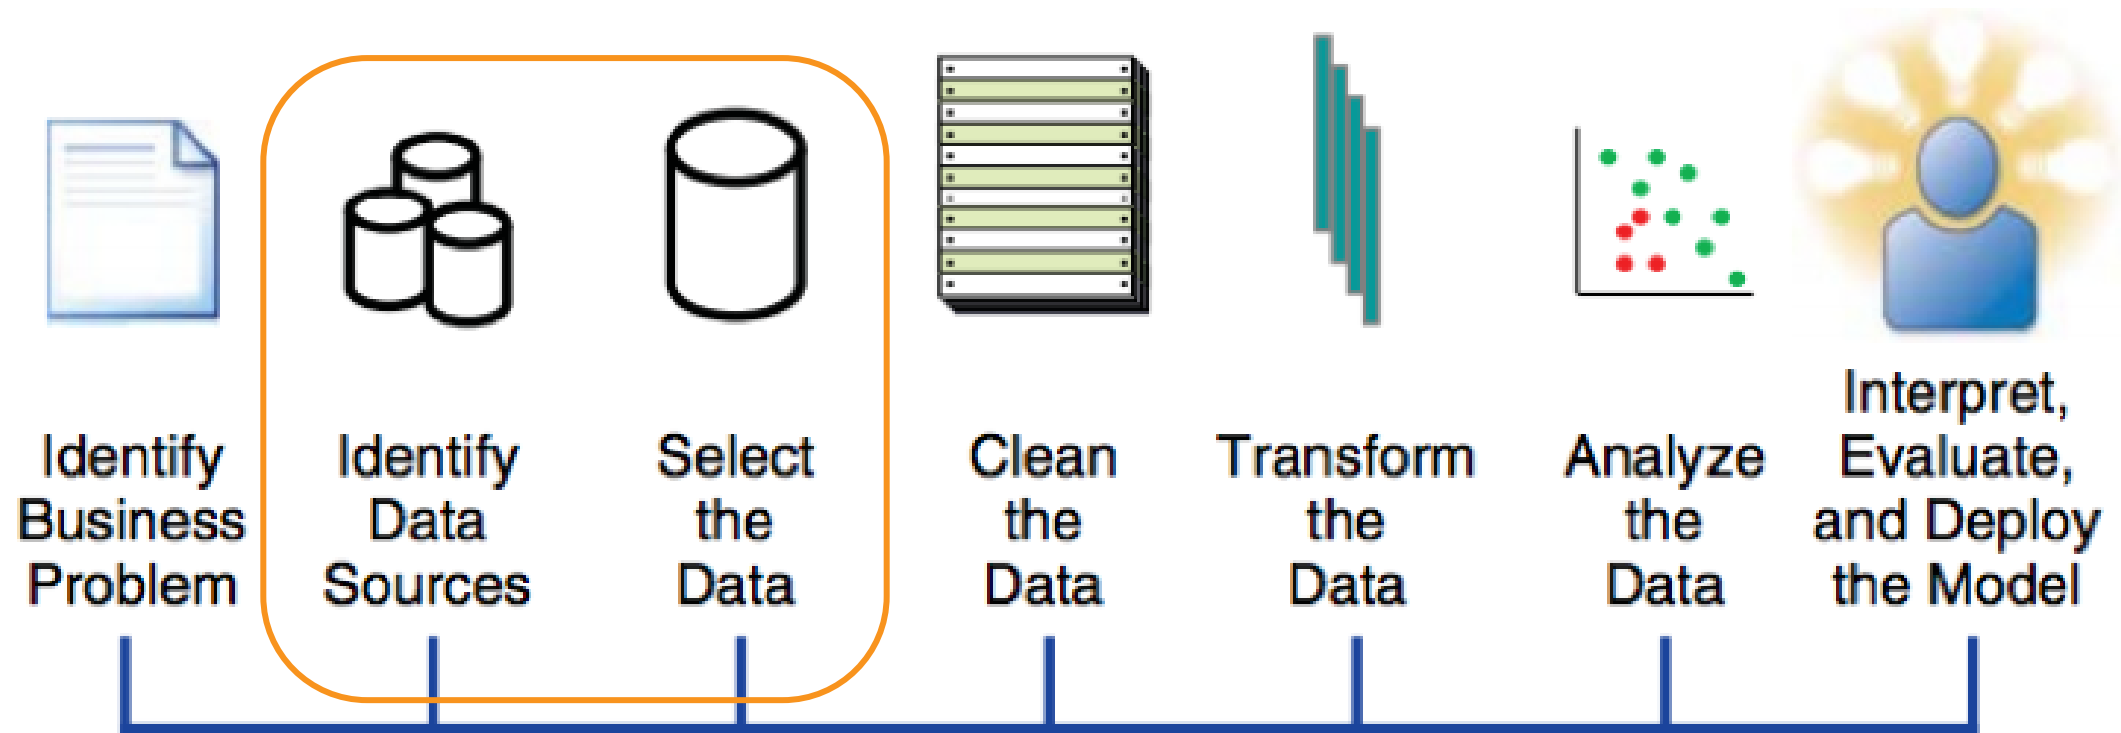 Identify
Business
Problem
Identify
Data
Sources
Select
the
Data
Clean
the
Data
Transform
the
Data
Analyze
the
Data
Interpret,
Evaluate,
and Deploy
the Model